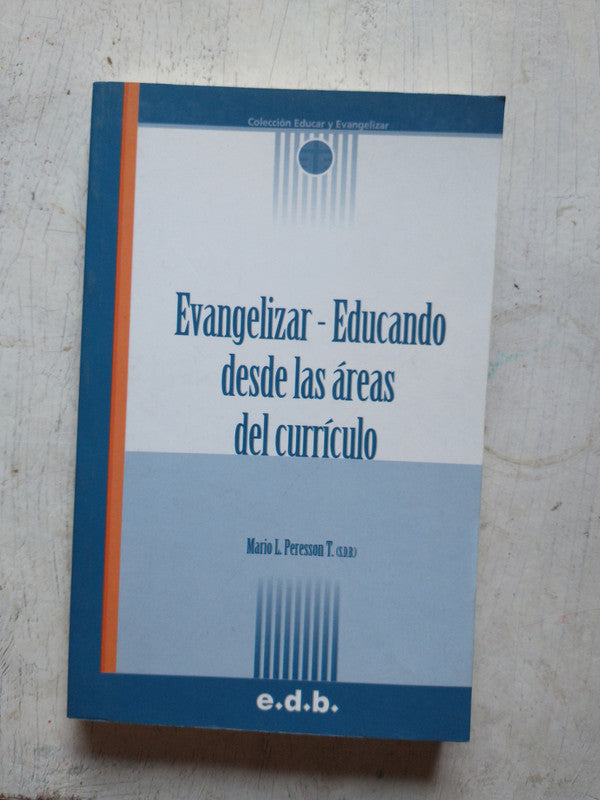 Colección Educar y Evangelizar
Evangelizar - Educando
desde las áreas
del currículo
Mario L. Peresson T. (S.D.B.)
e.d.b.